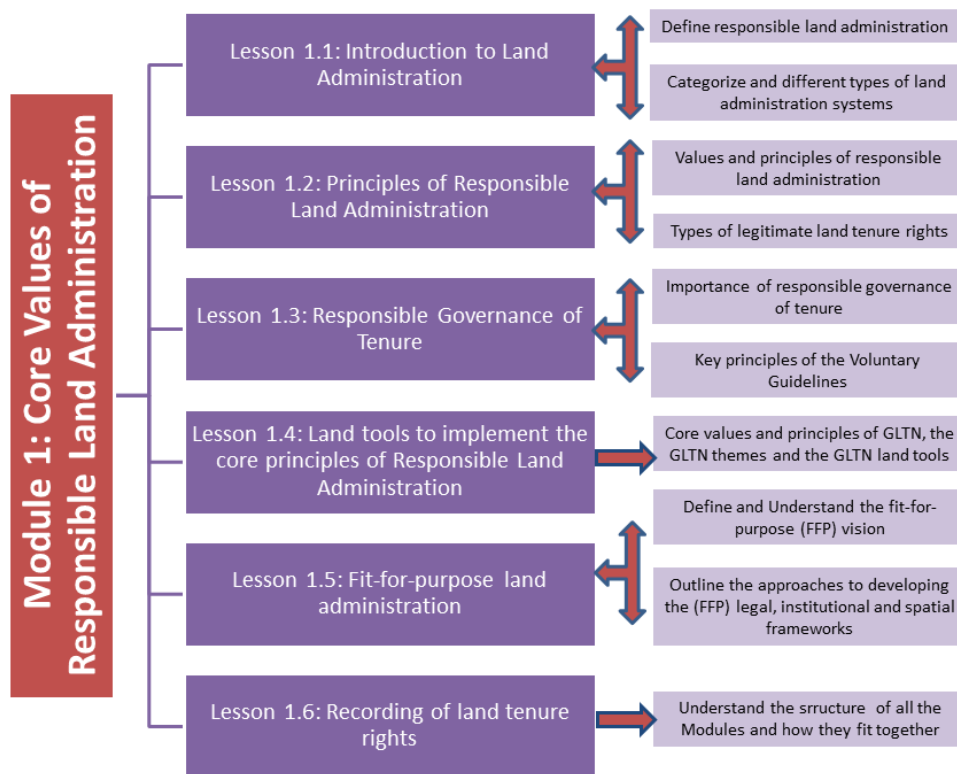 Module 1: Core Values of
Responsible Land Administration
Lesson 1.1: Introduction to Land
Administration
Define responsible land administration
Categorize and different types of land
administration systems
Lesson 1.2: Principles of Responsible
Land Administration
Values and principles of responsible
land administration
Types of legitimate land tenure rights
Lesson 1.3: Responsible Governance of
Tenure
Importance of responsible governance
of tenure
Key principles of the Voluntary
Guidelines
Lesson 1.4: Land tools to implement the
core principles of Responsible Land
Administration
Core values and principles of GLTN, the
GLTN themes and the GLTN land tools
Lesson 1.5: Fit-for-purpose land
administration
Define and Understand the fit-for-
purpose (FFP) vision
Outline the approaches to developing
the (FFP) legal, institutional and spatial
frameworks
Lesson 1.6: Recording of land tenure
rights
Understand the srructure of all the
Modules and how they fit together